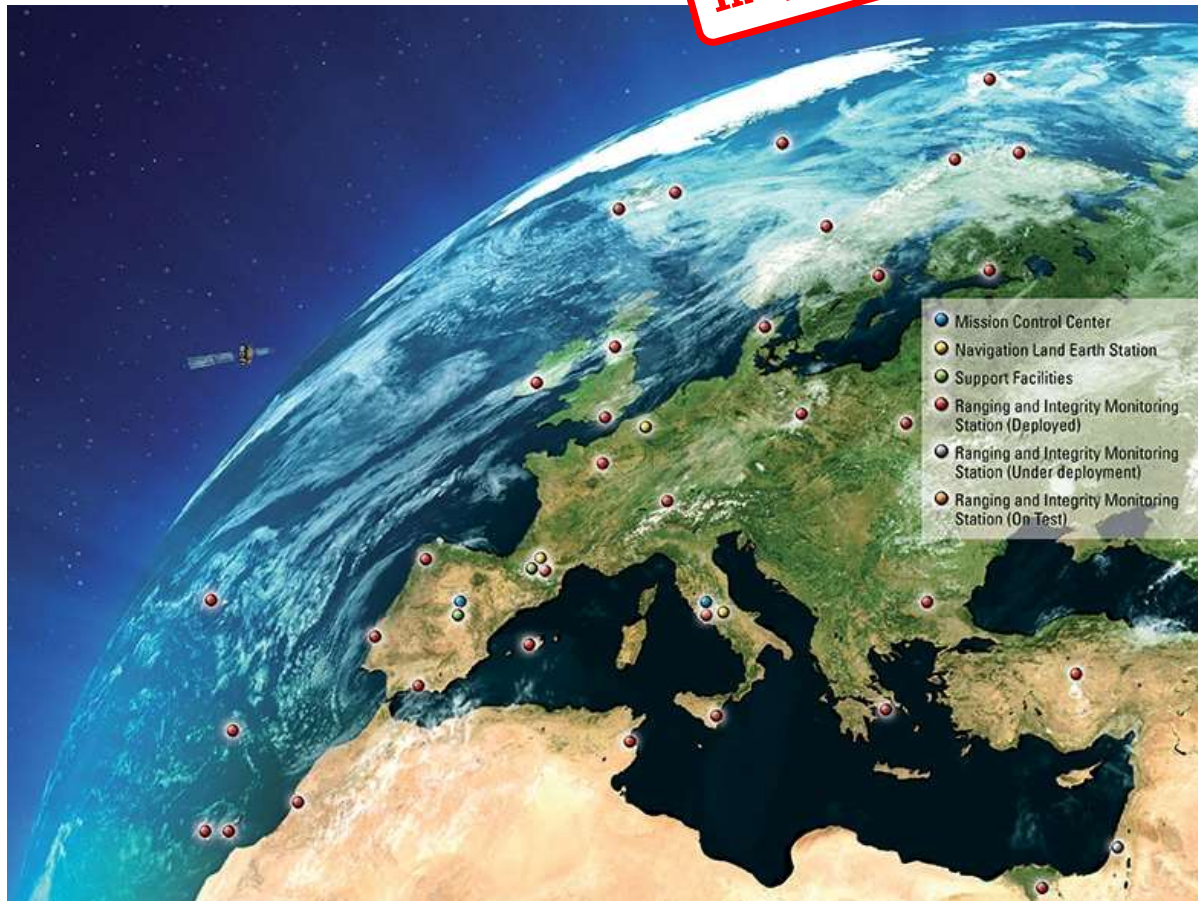 Mission Control Center
Navigation Land Earth Station
Support Facilities
Ranging and Integrity Monitoring
Station (Deployed)
Ranging and Integrity Monitoring
Station (Under deployment)
Ranging and Integrity Monitoring
Station (On Test)